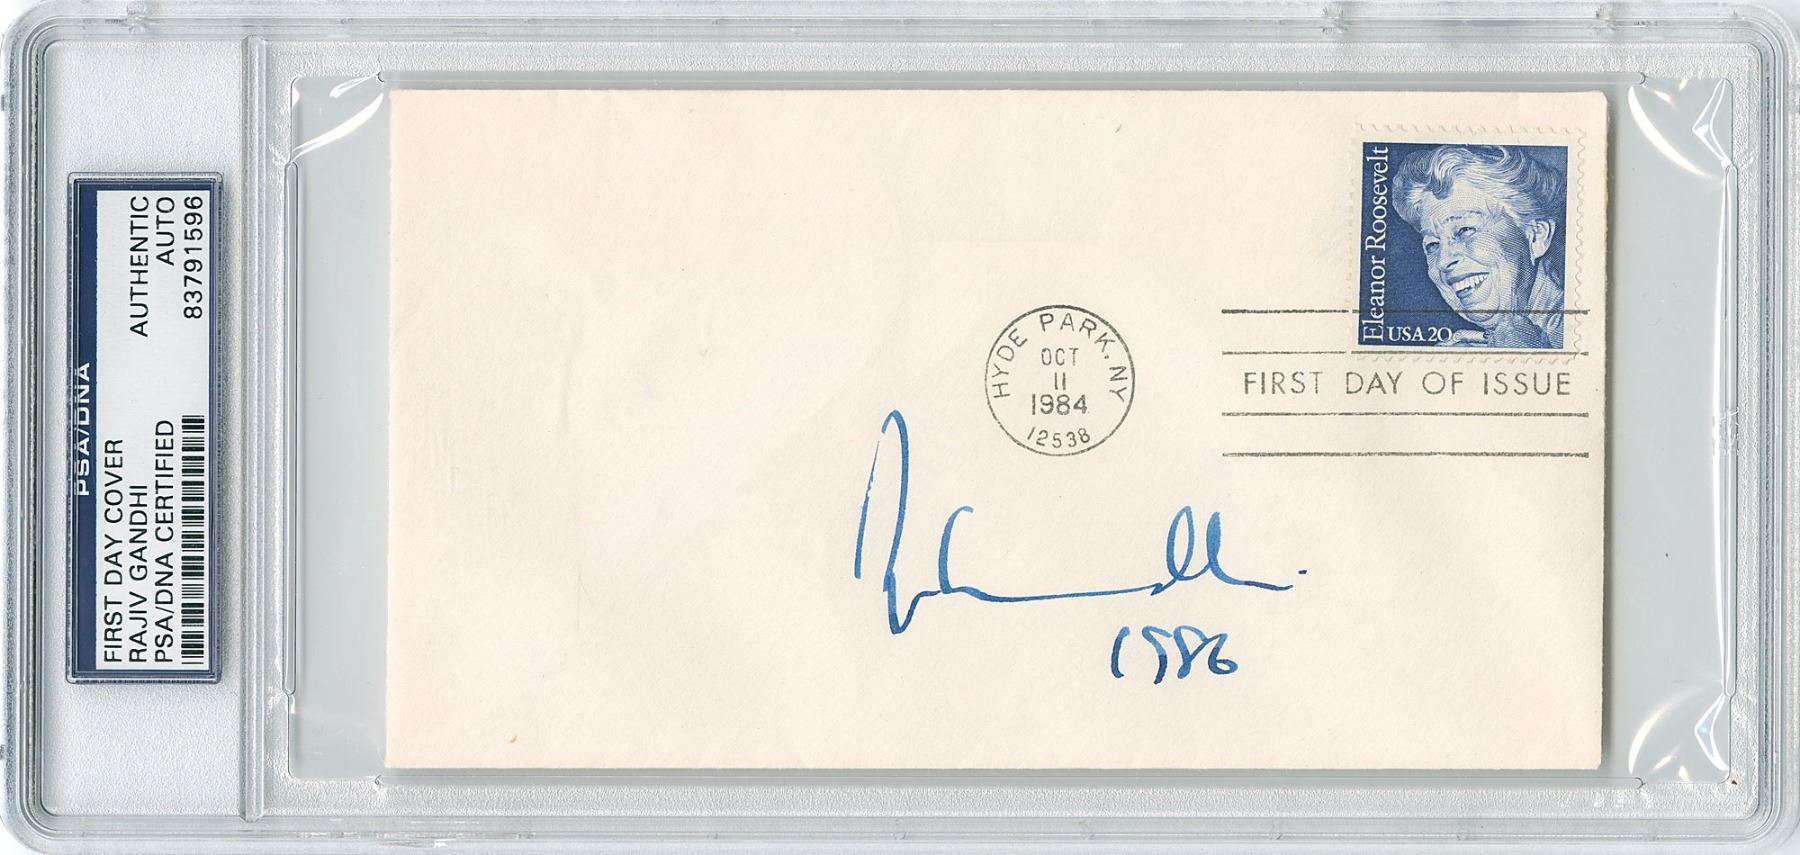 PSA/DNA
FIRST DAY COVER
RAJIV GANDHI
PSA/DNA CERTIFIED
AUTHENTIC
AUTO
83791596
Eleanor Roosevelt
USA 20c
HYDE PARK, NY
OCT
11
1984
12538
FIRST DAY OF ISSUE
1986